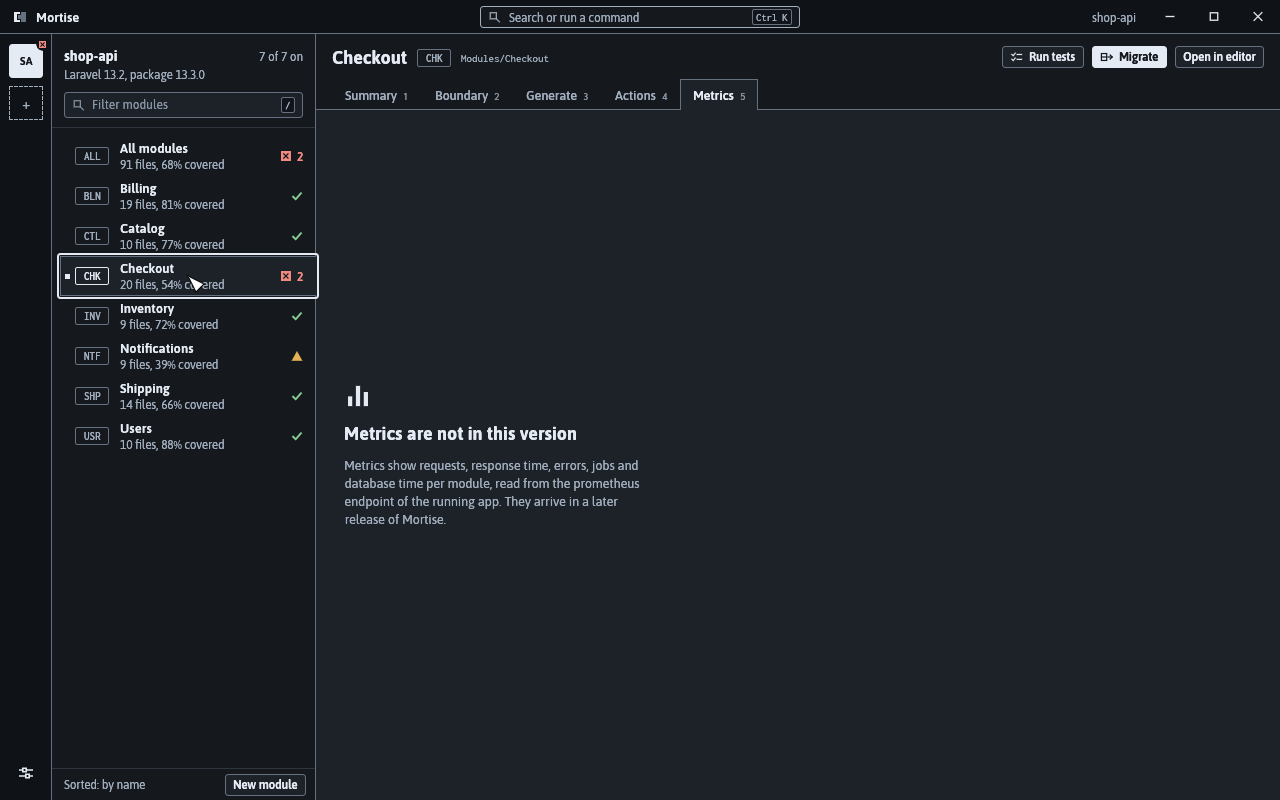 Mortise
Search or run a command
Ctrl K
shop-api
SA
+
shop-api
7 of 7 on
Laravel 13.2, package 13.3.0
Filter modules
/
ALL
All modules
91 files, 68% covered
2
BLN
Billing
19 files, 81% covered
CTL
Catalog
10 files, 77% covered
CHK
Checkout
20 files, 54% covered
2
INV
Inventory
9 files, 72% covered
NTF
Notifications
9 files, 39% covered
SHP
Shipping
14 files, 66% covered
USR
Users
10 files, 88% covered
Sorted: by name
New module
Checkout
CHK
Modules/Checkout
Run tests
Migrate
Open in editor
Summary 1
Boundary 2
Generate 3
Actions 4
Metrics 5
Metrics are not in this version
Metrics show requests, response time, errors, jobs and
database time per module, read from the prometheus
endpoint of the running app. They arrive in a later
release of Mortise.